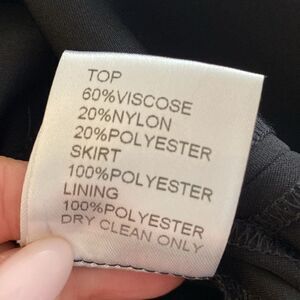 TOP
60%VISCOSE
20%NYLON
20%POLYESTER
SKIRT
100%POLYESTER
LINING
100%POLYESTER
DRY CLEAN ONLY